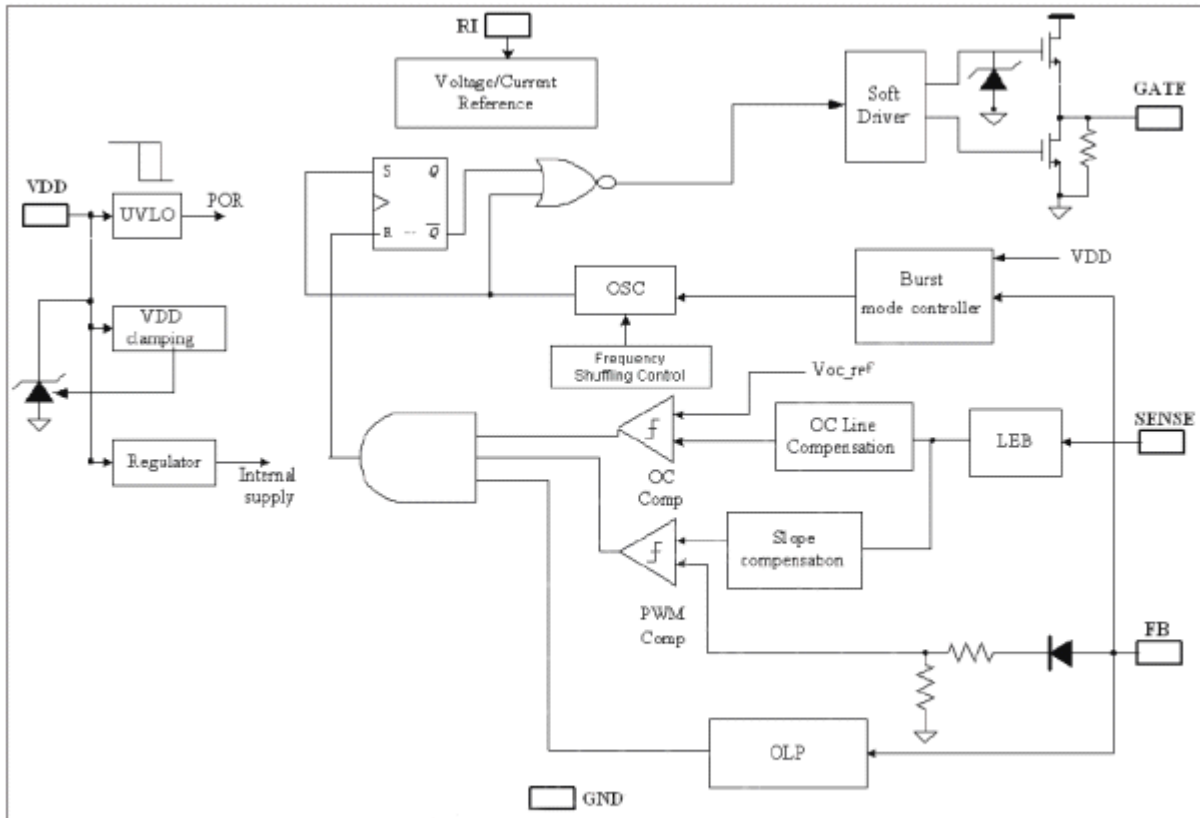 RI
Voltage/Current
Reference
Soft
Driver
GATE
VDD
UVLO
POR
S Q
R ... Q̅
OSC
Burst
mode controller
VDD
VDD
clamping
Frequency
Shuffling Control
Voc_ref
OC Line
Compensation
LEB
SENSE
Regulator
Internal
supply
OC
Comp
Slope
compensation
PWM
Comp
FB
OLP
GND